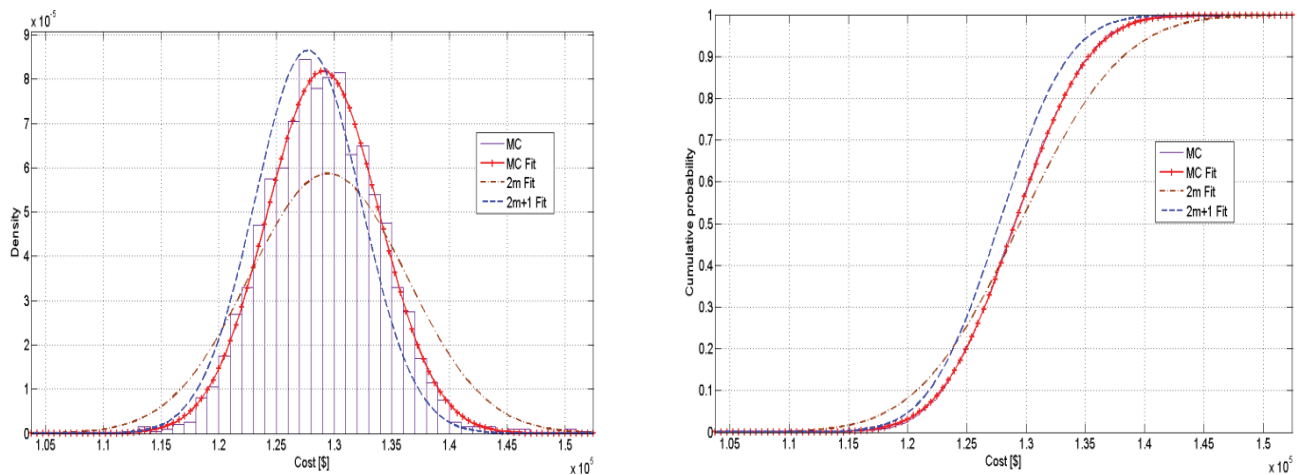 x 10^-5
9
8
7
6
5
4
3
2
1
0
Density
MC
MC Fit
2m Fit
2m+1 Fit
1.05 1.1 1.15 1.2 1.25 1.3 1.35 1.4 1.45 1.5
Cost [$]
x 10^5
1
0.9
0.8
0.7
0.6
0.5
0.4
0.3
0.2
0.1
0
Cumulative probability
MC
MC Fit
2m Fit
2m+1 Fit
1.05 1.1 1.15 1.2 1.25 1.3 1.35 1.4 1.45 1.5
Cost [$]
x 10^5